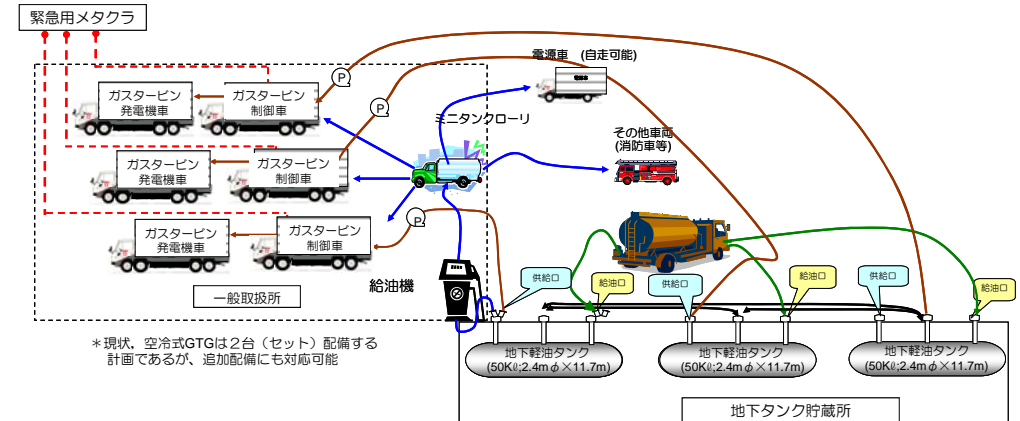 緊急用メタクラ
電源車　(自走可能)
P
P
ガスタービン
発電機車
ガスタービン
制御車
ミニタンクローリ
その他車両
(消防車等)
ガスタービン
発電機車
ガスタービン
制御車
P
ガスタービン
発電機車
ガスタービン
制御車
給油機
一般取扱所
供給口
給油口
供給口
給油口
供給口
給油口
＊現状，空冷式GTGは２台（セット）配備する
計画であるが、追加配備にも対応可能
地下軽油タンク
(50Kℓ;2.4mφ×11.7m)
地下軽油タンク
(50Kℓ;2.4mφ×11.7m)
地下軽油タンク
(50Kℓ;2.4mφ×11.7m)
地下タンク貯蔵所